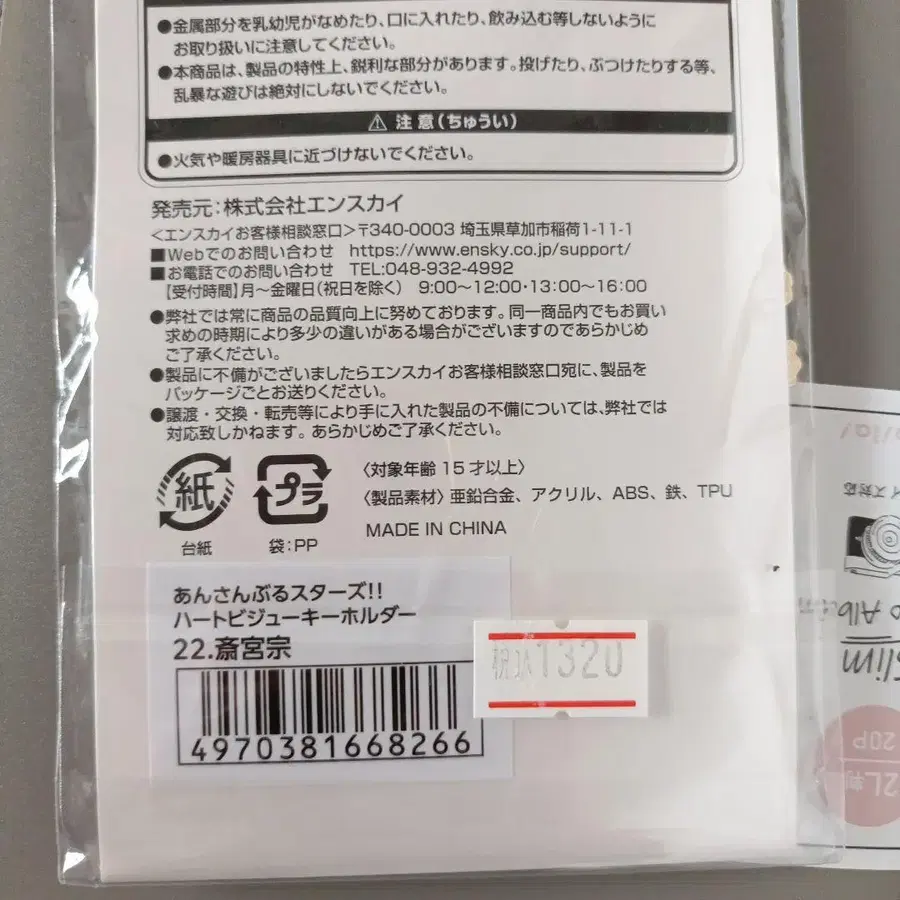 ●金属部分を乳幼児がなめたり、口に入れたり、飲み込む等しないように
お取り扱いに注意してください。
●本商品は、製品の特性上、鋭利な部分があります。投げたり、ぶつけたりする等、
乱暴な遊びは絶対にしないでください。
⚠ 注意(ちゅうい)
●火気や暖房器具に近づけないでください。
発売元:株式会社エンスカイ
<エンスカイお客様相談窓口>〒340-0003 埼玉県草加市稲荷1-11-1
■Webでのお問い合わせ https://www.ensky.co.jp/support/
■お電話でのお問い合わせ TEL:048-932-4992
【受付時間】月〜金曜日(祝日を除く) 9:00〜12:00・13:00〜16:00
●弊社では常に商品の品質向上に努めております。同一商品内でもお買い
求めの時期により多少の違いがある場合がございますのであらかじめ
ご了承ください。
●製品に不備がございましたらエンスカイお客様相談窓口宛に、製品を
パッケージごとお送りください。
●譲渡・交換・転売等により手に入れた製品の不備については、弊社では
対応致しかねます。あらかじめご了承ください。
紙
台紙
プラ
袋:PP
〈対象年齢 15才以上〉
〈製品素材〉亜鉛合金、アクリル、ABS、鉄、TPU
MADE IN CHINA
あんさんぶるスターズ!!
ハートビジューキーホルダー
22.斎宮宗
4970381668266
税込1320
イズ対応
Slim
20P
2L判